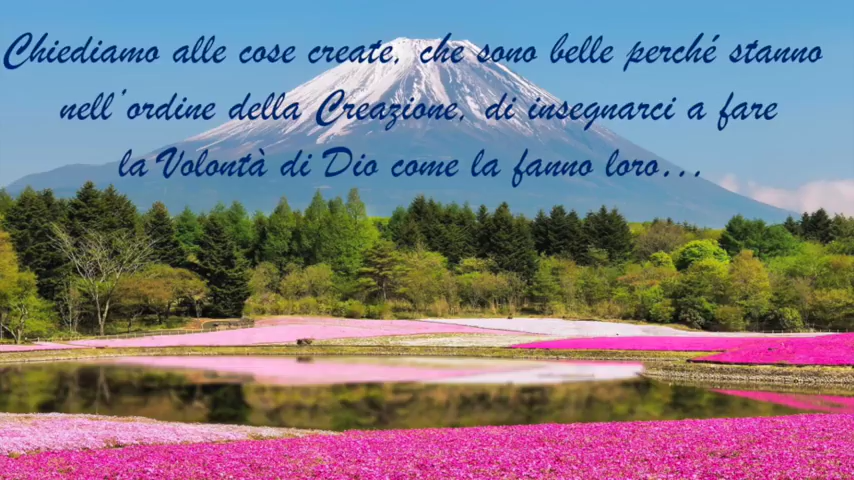 Chiediamo alle cose create, che sono belle perché stanno
nell'ordine della Creazione, di insegnarci a fare
la Volontà di Dio come la fanno loro...